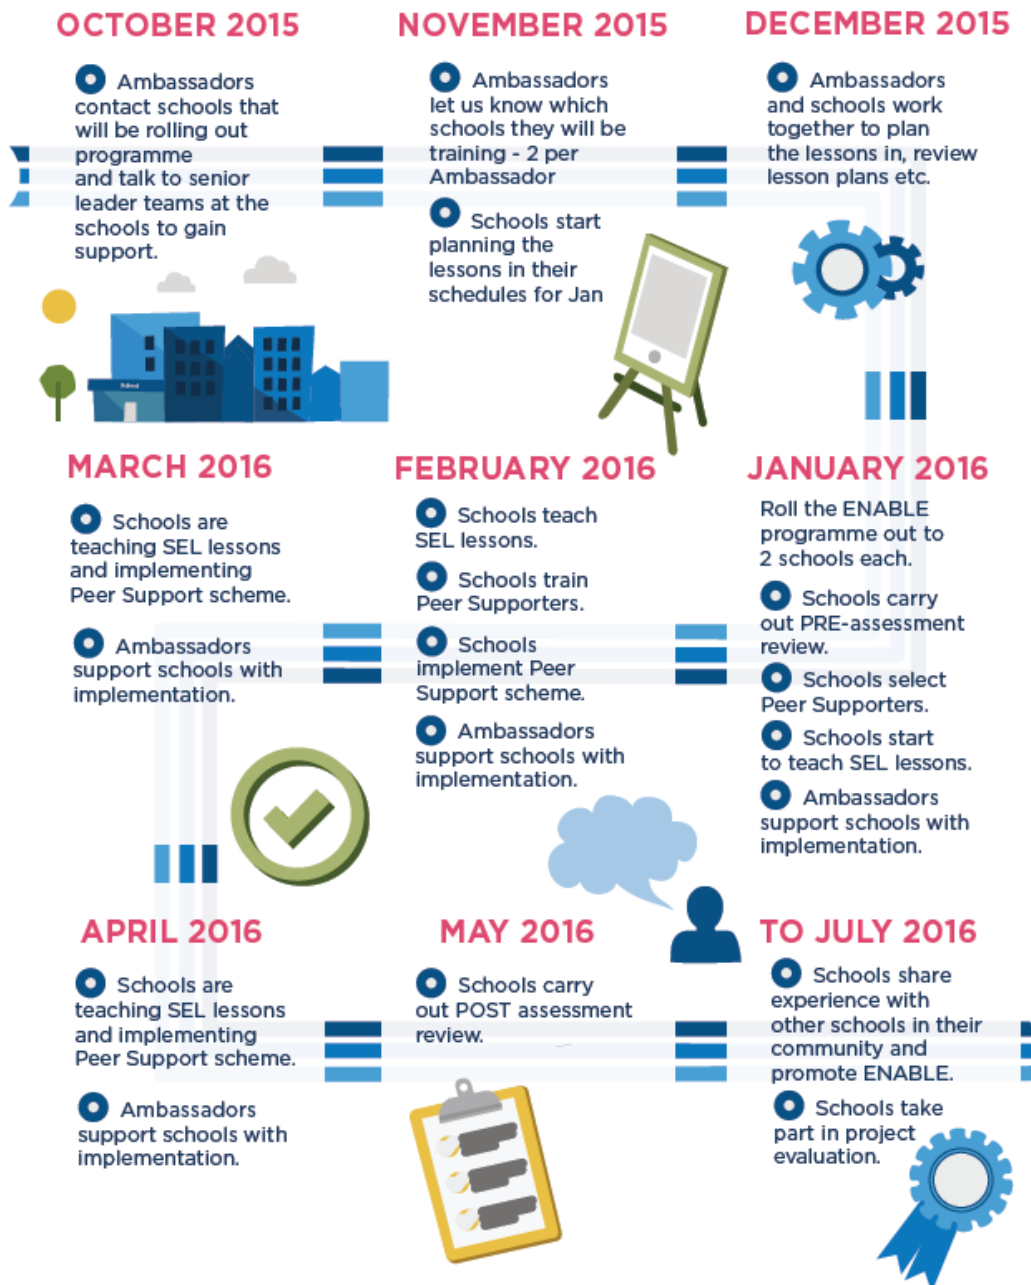 OCTOBER 2015
Ambassadors
contact schools that
will be rolling out
programme
and talk to senior
leader teams at the
schools to gain
support.
NOVEMBER 2015
Ambassadors
let us know which
schools they will be
training - 2 per
Ambassador
Schools start
planning the
lessons in their
schedules for Jan
DECEMBER 2015
Ambassadors
and schools work
together to plan
the lessons in, review
lesson plans etc.
JANUARY 2016
Roll the ENABLE
programme out to
2 schools each.
Schools carry
out PRE-assessment
review.
Schools select
Peer Supporters.
Schools start
to teach SEL lessons.
Ambassadors
support schools with
implementation.
FEBRUARY 2016
Schools teach
SEL lessons.
Schools train
Peer Supporters.
Schools
implement Peer
Support scheme.
Ambassadors
support schools with
implementation.
MARCH 2016
Schools are
teaching SEL lessons
and implementing
Peer Support scheme.
Ambassadors
support schools with
implementation.
APRIL 2016
Schools are
teaching SEL lessons
and implementing
Peer Support scheme.
Ambassadors
support schools with
implementation.
MAY 2016
Schools carry
out POST assessment
review.
TO JULY 2016
Schools share
experience with
other schools in their
community and
promote ENABLE.
Schools take
part in project
evaluation.